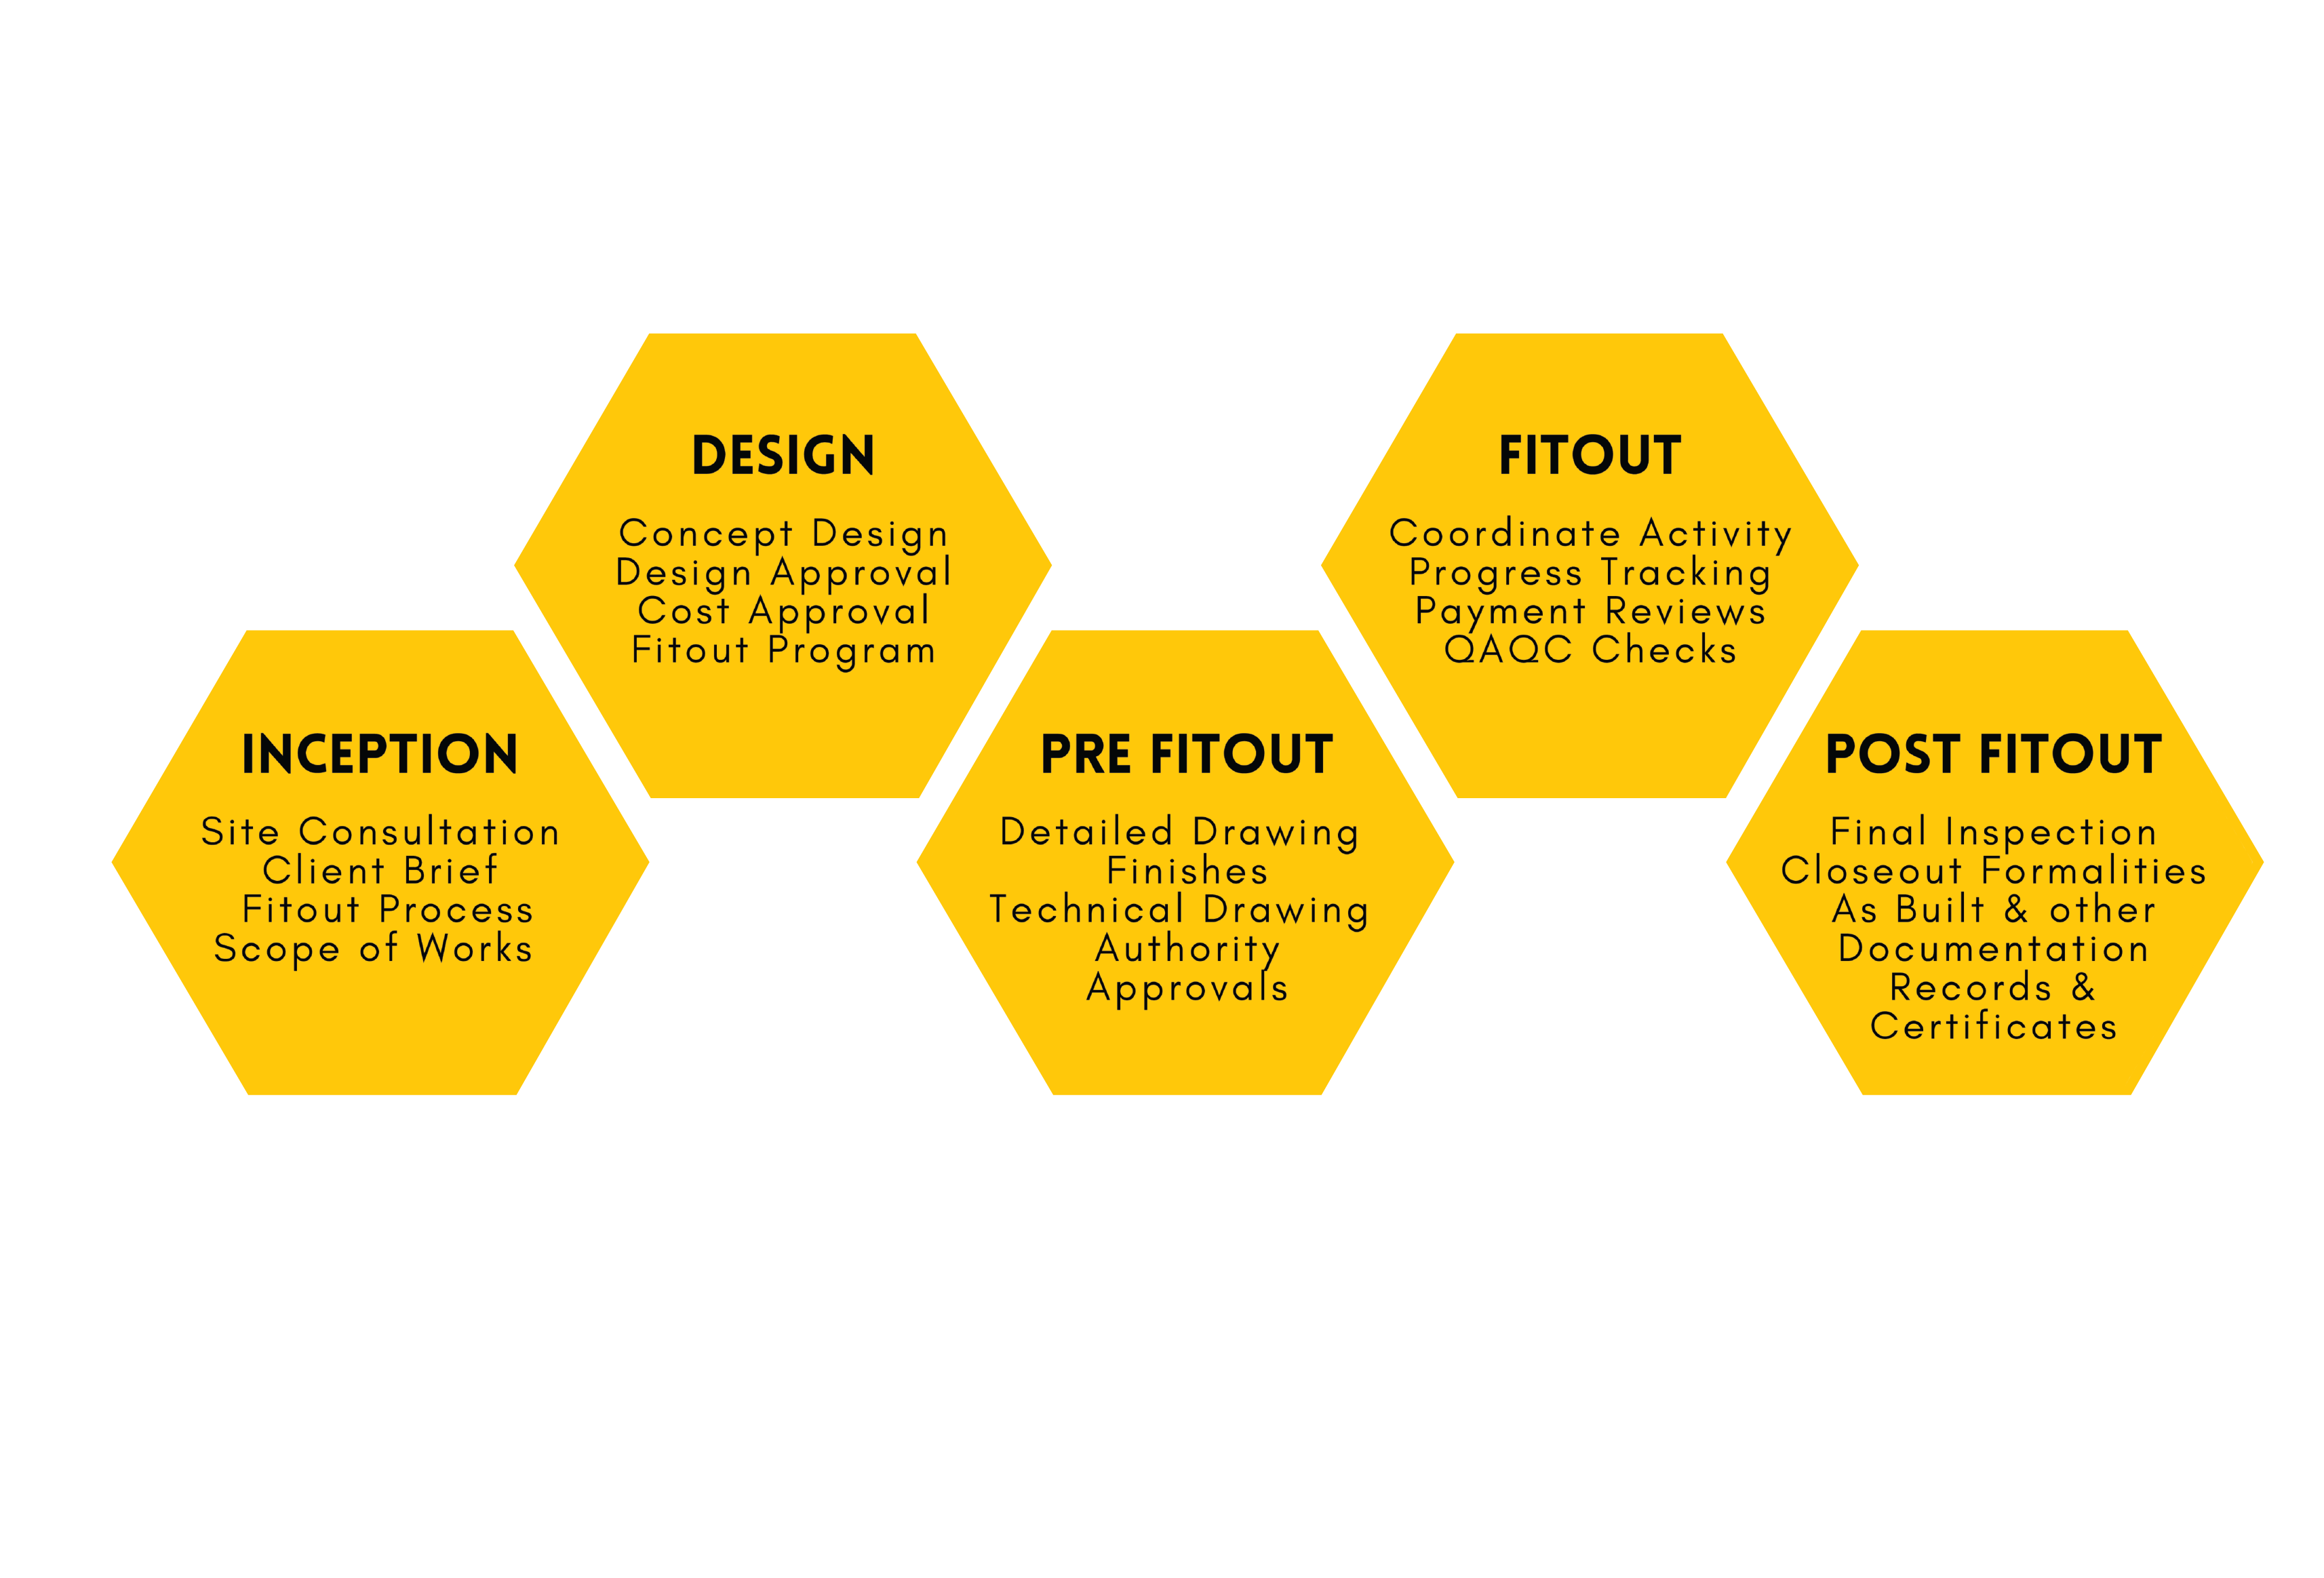 INCEPTION
Site Consultation
Client Brief
Fitout Process
Scope of Works
DESIGN
Concept Design
Design Approval
Cost Approval
Fitout Program
PRE FITOUT
Detailed Drawing
Finishes
Technical Drawing
Authority
Approvals
FITOUT
Coordinate Activity
Progress Tracking
Payment Reviews
QAQC Checks
POST FITOUT
Final Inspection
Closeout Formalities
As Built & other
Documentation
Records &
Certificates